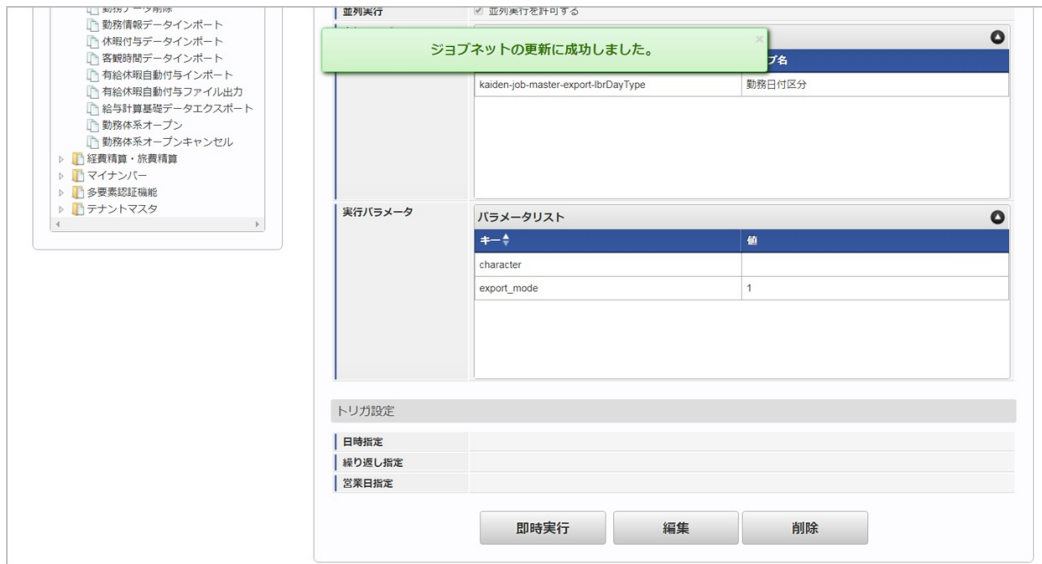 勤務データ削除
勤務情報データインポート
休暇付与データインポート
客観時間データインポート
有給休暇自動付与インポート
有給休暇自動付与ファイル出力
給与計算基礎データエクスポート
勤務体系オープン
勤務体系オープンキャンセル
経費精算・旅費精算
マイナンバー
多要素認証機能
テナントマスタ
並列実行
並列実行を許可する
ジョブネットの更新に成功しました。
ブ名
kaiden-job-master-export-lbrDayType
勤務日付区分
実行パラメータ
パラメータリスト
キー
値
character
export_mode
1
トリガ設定
日時指定
繰り返し指定
営業日指定
即時実行
編集
削除